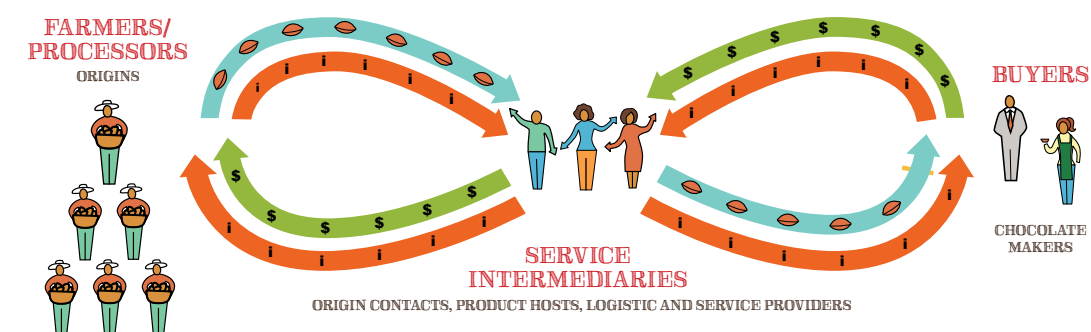 FARMERS/
PROCESSORS
ORIGINS
BUYERS
CHOCOLATE
MAKERS
SERVICE
INTERMEDIARIES
ORIGIN CONTACTS, PRODUCT HOSTS, LOGISTIC AND SERVICE PROVIDERS
i i i i i i
$ $ $ $ $ $
i i i i i i
$ $ $ $ $ $ $
i i i i i i
i i i i i i